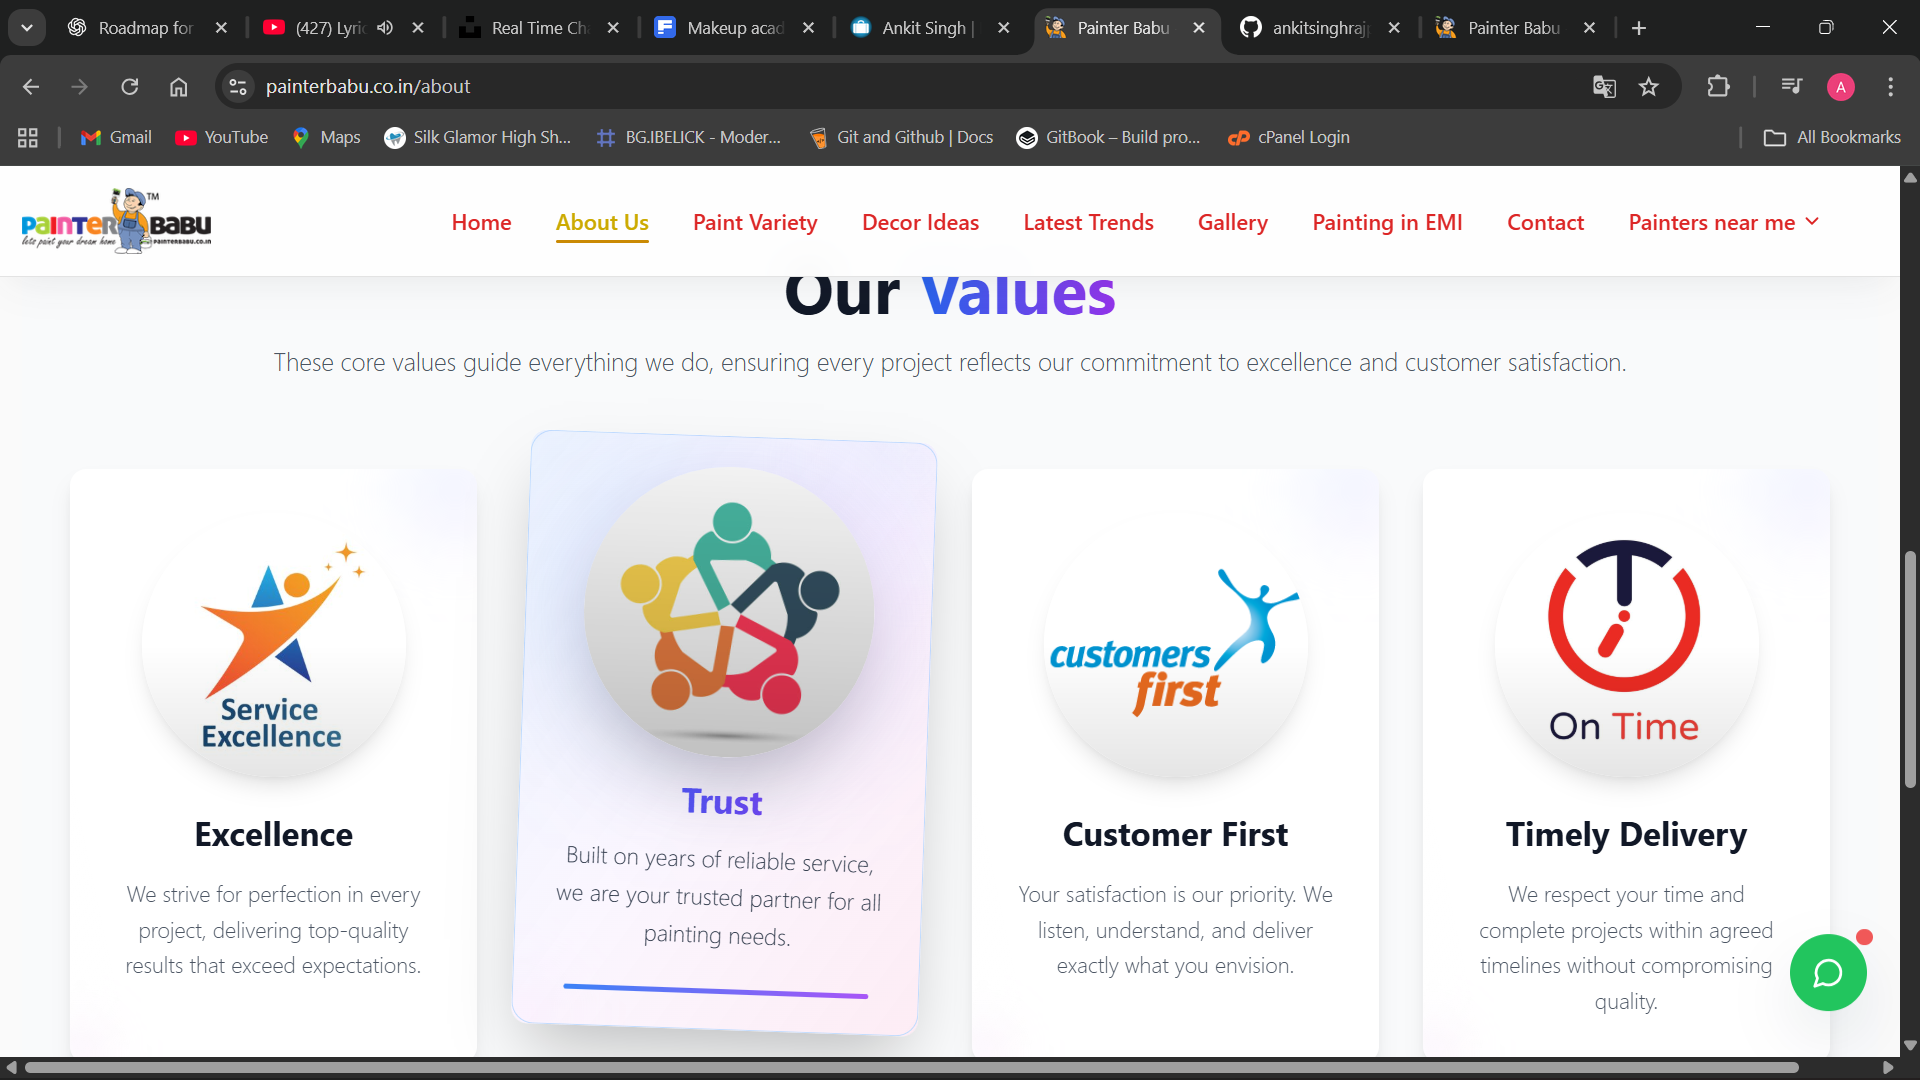 Roadmap for
(427) Lyric
Real Time Ch
Makeup acad
Ankit Singh |
Painter Babu
ankitsinghraj
Painter Babu
painterbabu.co.in/about
A
Gmail
YouTube
Maps
Silk Glamor High Sh...
BG.IBELICK - Moder...
Git and Github | Docs
GitBook – Build pro...
cPanel Login
All Bookmarks
PAINTER BABU TM
lets paint your dream home PAINTERBABU.CO.IN
Home
About Us
Paint Variety
Decor Ideas
Latest Trends
Gallery
Painting in EMI
Contact
Painters near me
Our Values
These core values guide everything we do, ensuring every project reflects our commitment to excellence and customer satisfaction.
Service
Excellence
Excellence
We strive for perfection in every
project, delivering top-quality
results that exceed expectations.
Trust
Built on years of reliable service,
we are your trusted partner for all
painting needs.
customers
first
Customer First
Your satisfaction is our priority. We
listen, understand, and deliver
exactly what you envision.
On Time
Timely Delivery
We respect your time and
complete projects within agreed
timelines without compromising
quality.